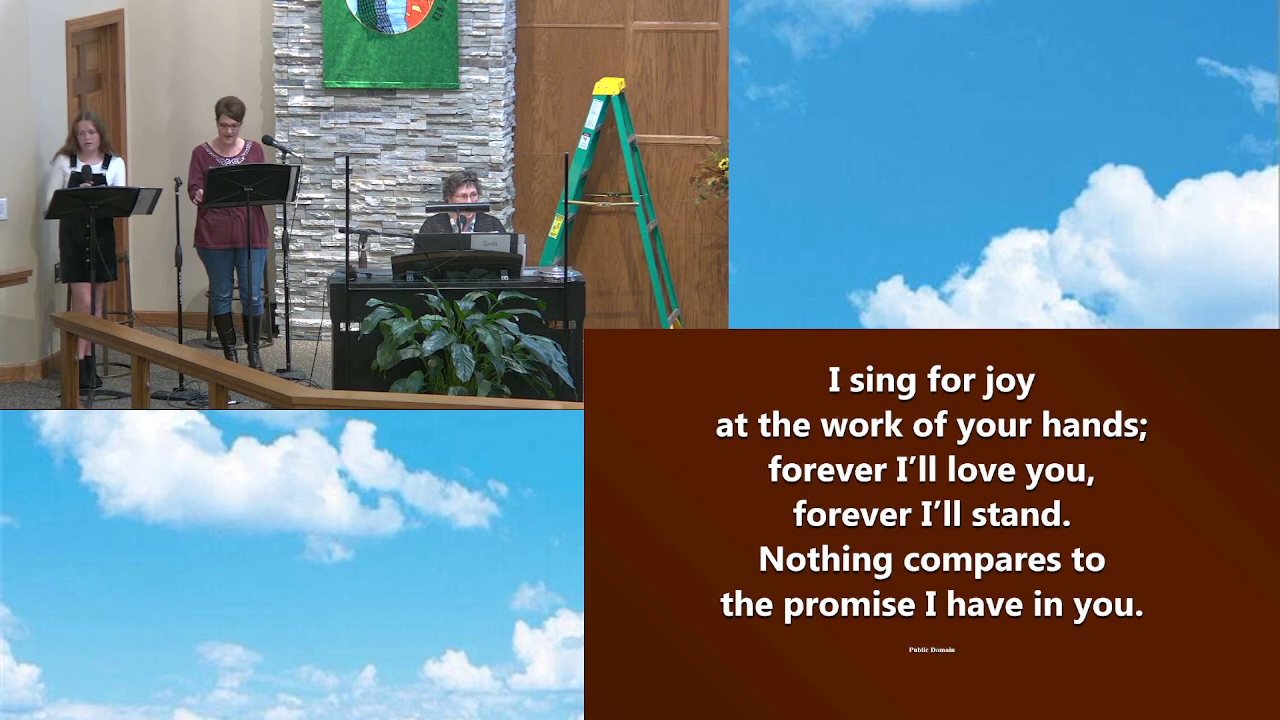 I sing for joy
at the work of your hands;
forever I’ll love you,
forever I’ll stand.
Nothing compares to
the promise I have in you.
Public Domain